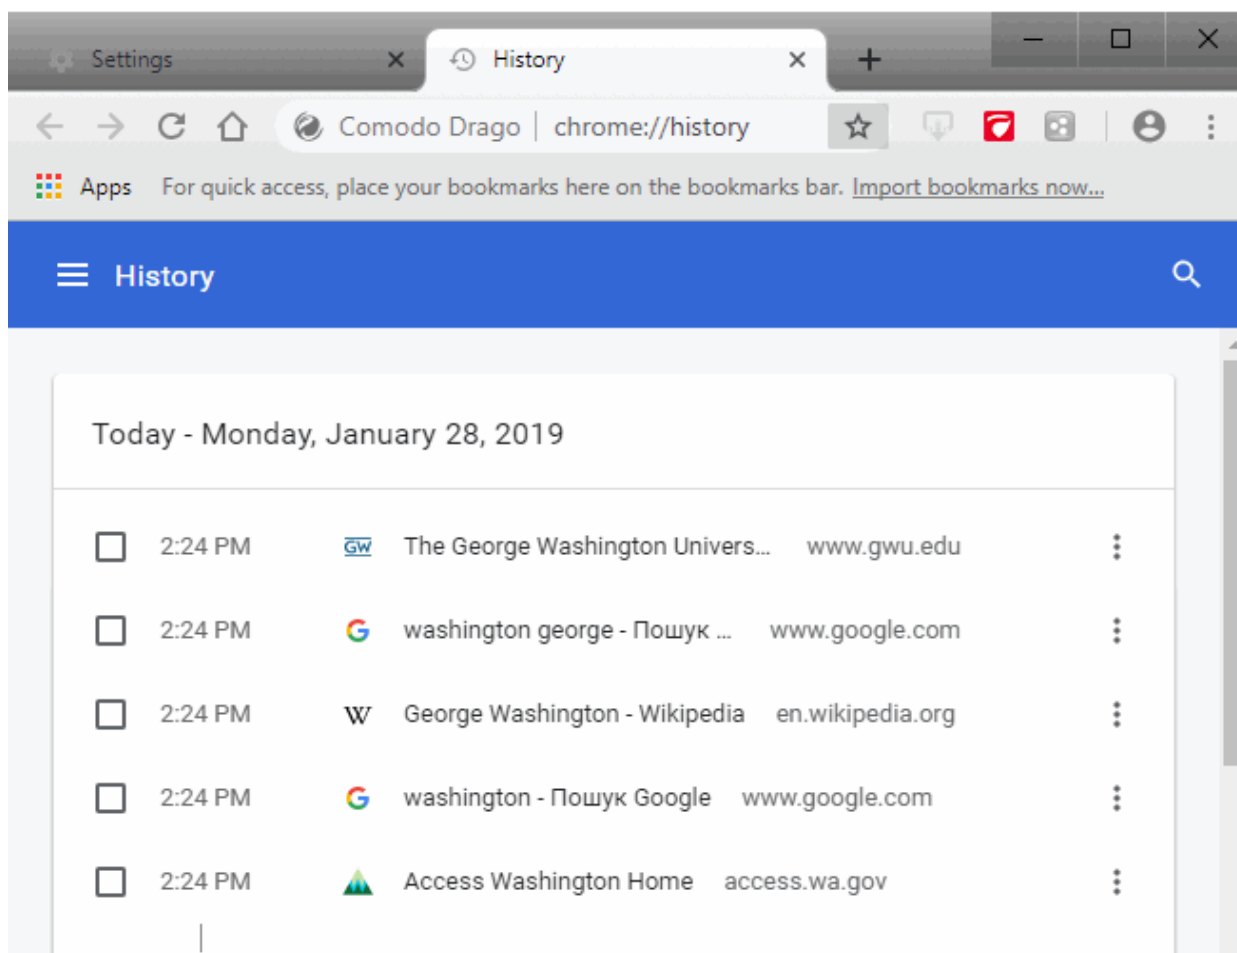 Settings
History
Comodo Drago chrome://history
Apps For quick access, place your bookmarks here on the bookmarks bar. Import bookmarks now...
History
Today - Monday, January 28, 2019
2:24 PM GW The George Washington Univers... www.gwu.edu
2:24 PM G washington george - Пошук ... www.google.com
2:24 PM W George Washington - Wikipedia en.wikipedia.org
2:24 PM G washington - Пошук Google www.google.com
2:24 PM Access Washington Home access.wa.gov